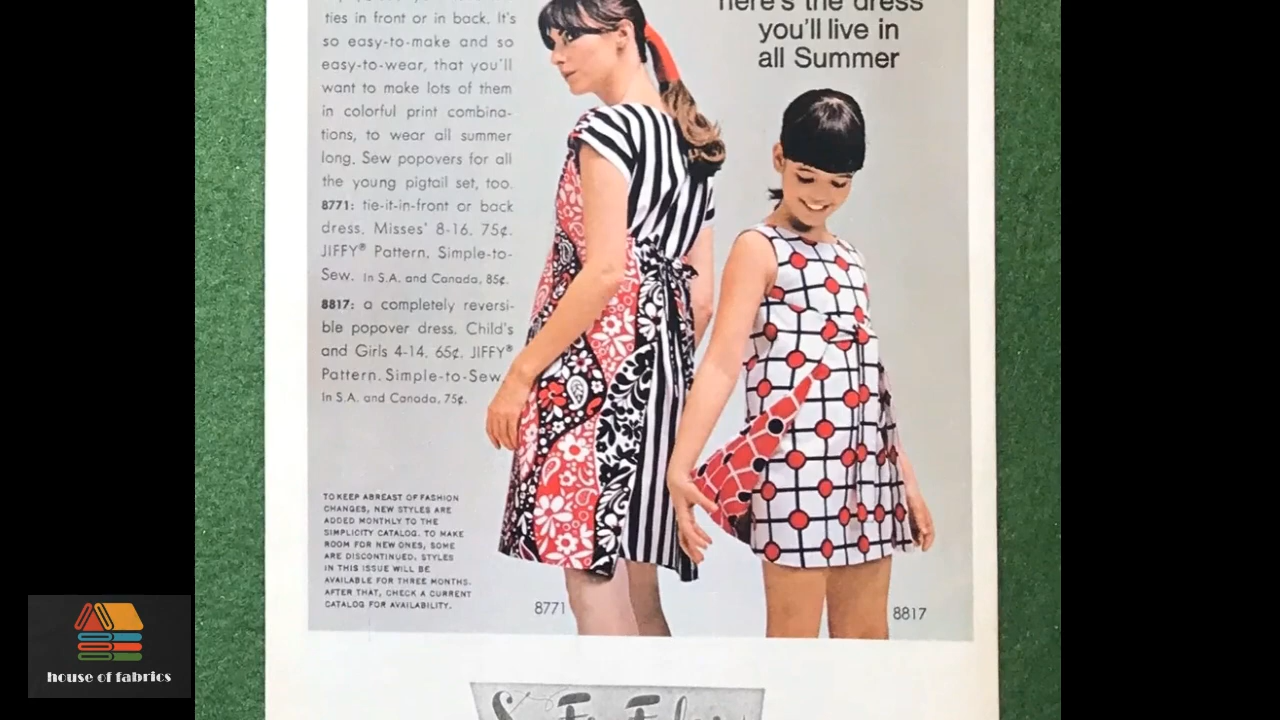 ties in front or in back. It's
so easy-to-make and so
easy-to-wear, that you'll
want to make lots of them
in colorful print combina-
tions, to wear all summer
long. Sew popovers for all
the young pigtail set, too.
8771: tie-it-in-front or back
dress. Misses' 8-16. 75¢.
JIFFY® Pattern. Simple-to-
Sew. In S.A. and Canada, 85¢.
8817: a completely reversi-
ble popover dress. Child's
and Girls 4-14. 65¢. JIFFY®
Pattern. Simple-to-Sew.
In S.A. and Canada, 75¢.
here's the dress
you'll live in
all Summer
TO KEEP ABREAST OF FASHION
CHANGES, NEW STYLES ARE
ADDED MONTHLY TO THE
SIMPLICITY CATALOG. TO MAKE
ROOM FOR NEW ONES, SOME
ARE DISCONTINUED. STYLES
IN THIS ISSUE WILL BE
AVAILABLE FOR THREE MONTHS.
AFTER THAT, CHECK A CURRENT
CATALOG FOR AVAILABILITY.
8771
8817
house of fabrics